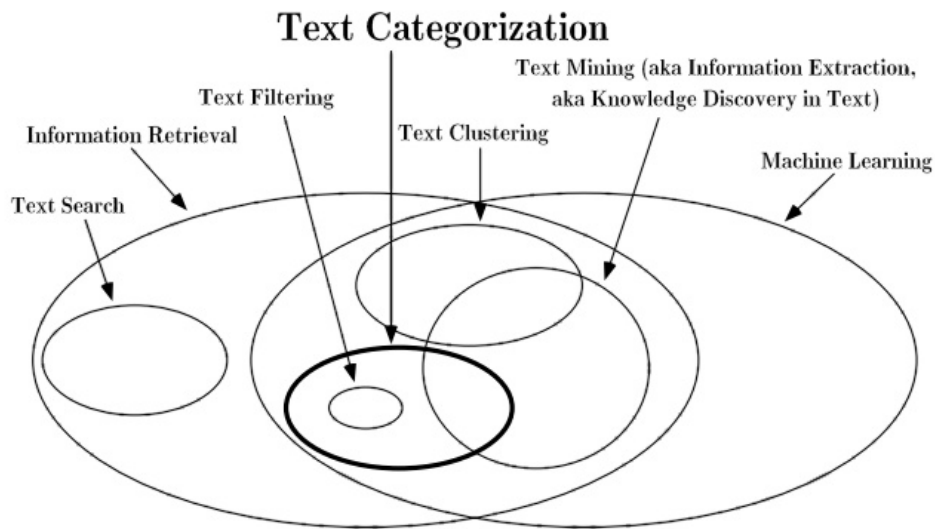 Text Categorization
Text Mining (aka Information Extraction,
aka Knowledge Discovery in Text)
Text Filtering
Information Retrieval
Text Clustering
Machine Learning
Text Search